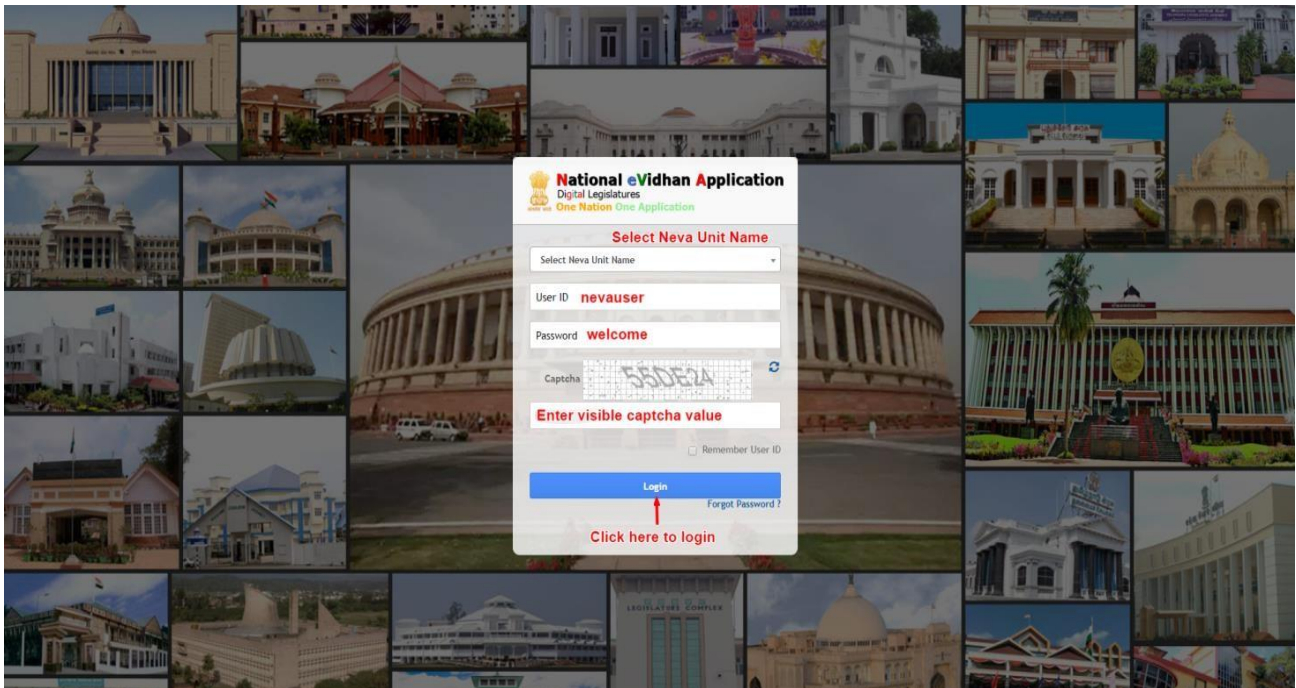 National eVidhan Application
Digital Legislatures
One Nation One Application
Select Neva Unit Name
Select Neva Unit Name
User ID nevauser
Password welcome
Captcha 55DE24
Enter visible captcha value
Remember User ID
Login
Forgot Password ?
Click here to login
LEGISLATURE COMPLEX